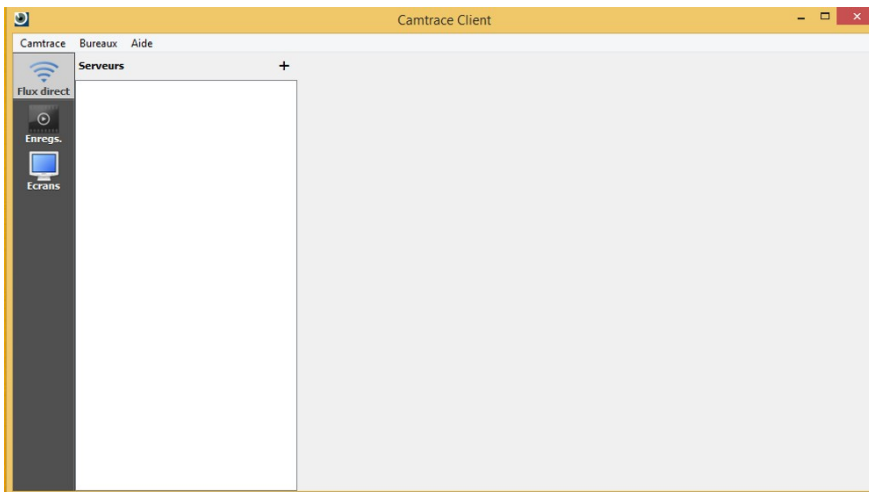 Camtrace Client
Camtrace Bureaux Aide
Serveurs +
Flux direct
Enregs.
Ecrans